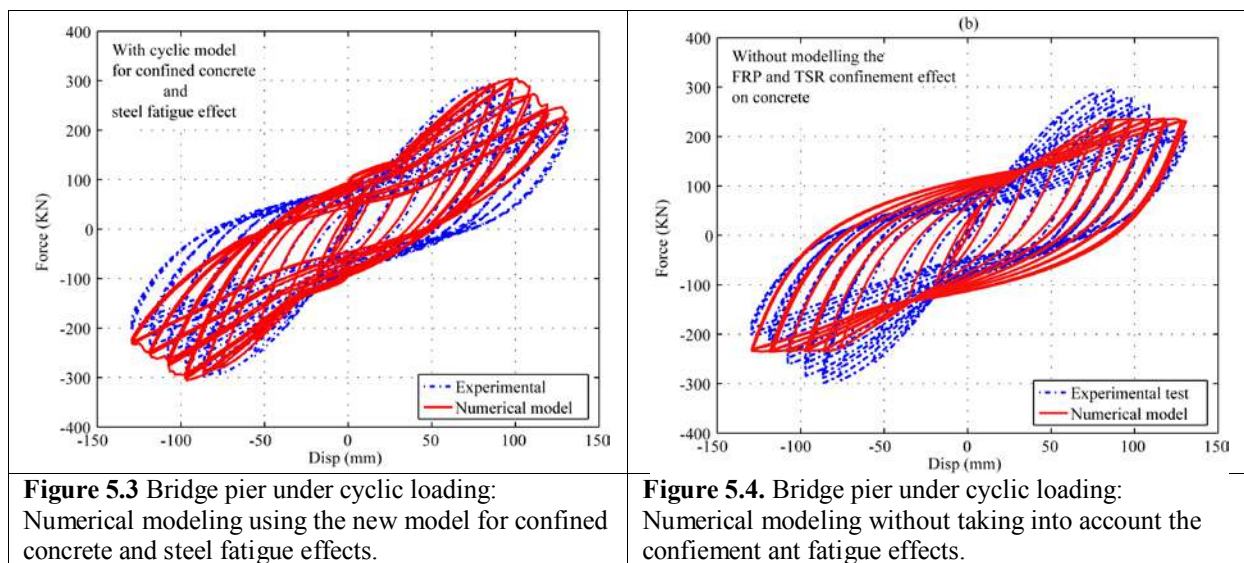 400
300
200
100
0
-100
-200
-300
-400
-150
-100
-50
0
50
100
150
Force (KN)
Disp (mm)
With cyclic model
for confined concrete
and
steel fatigue effect
Experimental
Numerical model
Figure 5.3 Bridge pier under cyclic loading:
Numerical modeling using the new model for confined
concrete and steel fatigue effects.
(b)
400
300
200
100
0
-100
-200
-300
-400
-150
-100
-50
0
50
100
150
Force (KN)
Disp (mm)
Without modelling the
FRP and TSR confinement effect
on concrete
Experimental test
Numerical model
Figure 5.4. Bridge pier under cyclic loading:
Numerical modeling without taking into account the
confiement ant fatigue effects.